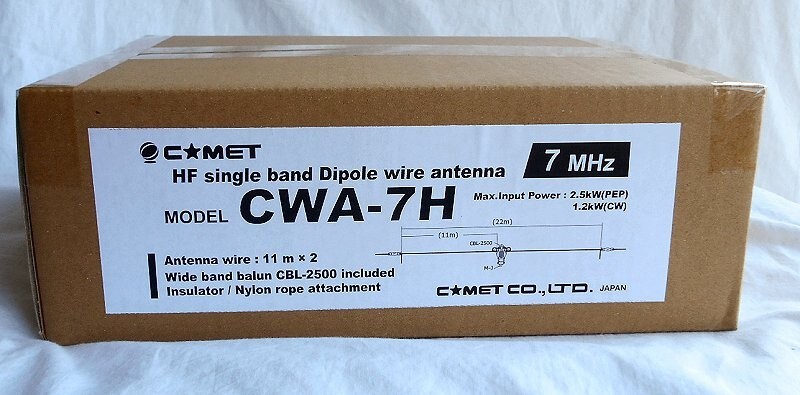 C★MET
HF single band Dipole wire antenna
7 MHz
MODEL CWA-7H
Max.Input Power : 2.5kW(PEP)
1.2kW(CW)
(22m)
(11m)
CBL-2500
M-J
Antenna wire : 11 m × 2
Wide band balun CBL-2500 included
Insulator / Nylon rope attachment
C★MET CO.,LTD. JAPAN